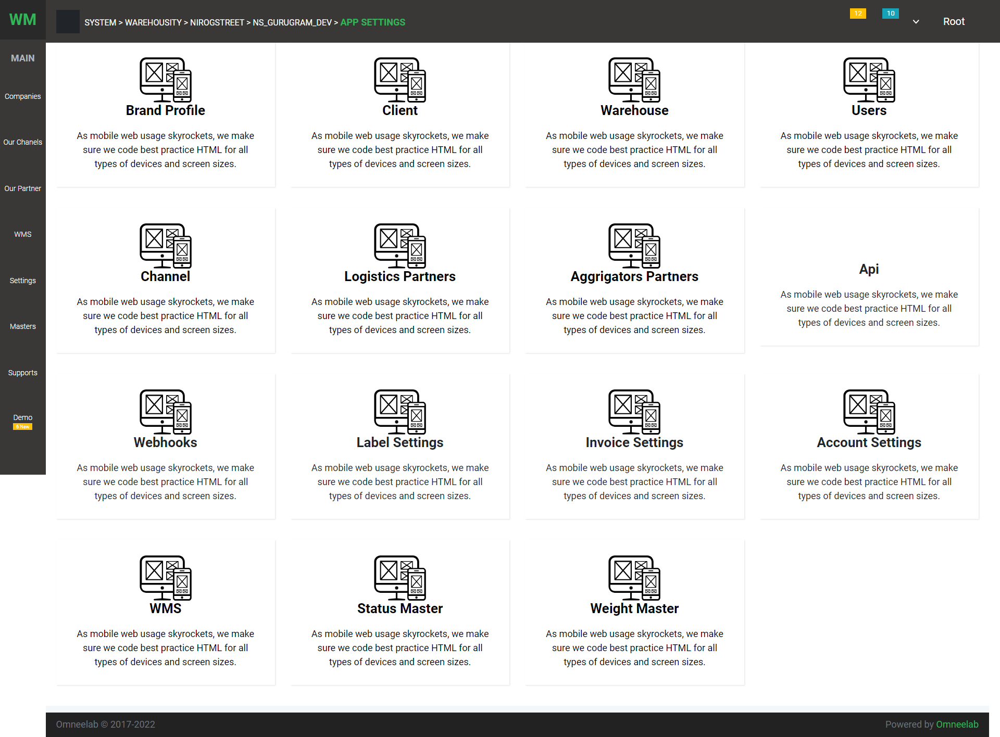 WM
SYSTEM > WAREHOUSITY > NIROGSTREET > NS_GURUGRAM_DEV > APP SETTINGS
12
10
Root
MAIN
Companies
Our Chanels
Our Partner
WMS
Settings
Masters
Supports
Demo
6 New
Brand Profile
As mobile web usage skyrockets, we make
sure we code best practice HTML for all
types of devices and screen sizes.
Client
As mobile web usage skyrockets, we make
sure we code best practice HTML for all
types of devices and screen sizes.
Warehouse
As mobile web usage skyrockets, we make
sure we code best practice HTML for all
types of devices and screen sizes.
Users
As mobile web usage skyrockets, we make
sure we code best practice HTML for all
types of devices and screen sizes.
Channel
As mobile web usage skyrockets, we make
sure we code best practice HTML for all
types of devices and screen sizes.
Logistics Partners
As mobile web usage skyrockets, we make
sure we code best practice HTML for all
types of devices and screen sizes.
Aggrigators Partners
As mobile web usage skyrockets, we make
sure we code best practice HTML for all
types of devices and screen sizes.
Api
As mobile web usage skyrockets, we make
sure we code best practice HTML for all
types of devices and screen sizes.
Webhooks
As mobile web usage skyrockets, we make
sure we code best practice HTML for all
types of devices and screen sizes.
Label Settings
As mobile web usage skyrockets, we make
sure we code best practice HTML for all
types of devices and screen sizes.
Invoice Settings
As mobile web usage skyrockets, we make
sure we code best practice HTML for all
types of devices and screen sizes.
Account Settings
As mobile web usage skyrockets, we make
sure we code best practice HTML for all
types of devices and screen sizes.
WMS
As mobile web usage skyrockets, we make
sure we code best practice HTML for all
types of devices and screen sizes.
Status Master
As mobile web usage skyrockets, we make
sure we code best practice HTML for all
types of devices and screen sizes.
Weight Master
As mobile web usage skyrockets, we make
sure we code best practice HTML for all
types of devices and screen sizes.
Omneelab © 2017-2022
Powered by Omneelab